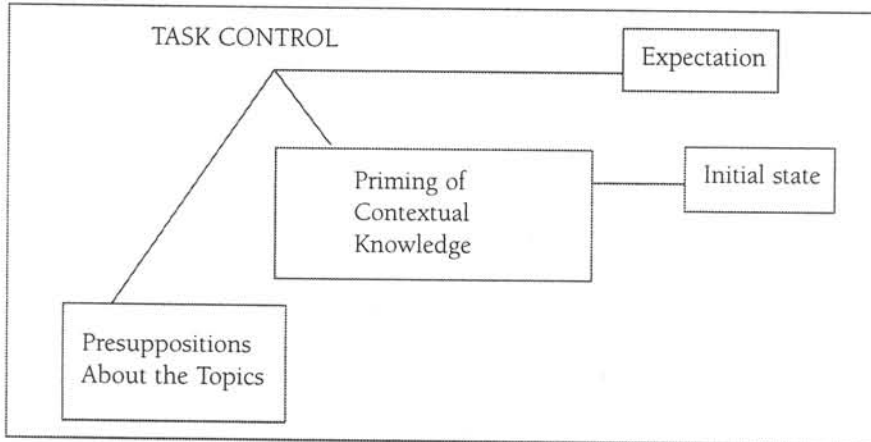 TASK CONTROL
Expectation
Priming of
Contextual
Knowledge
Initial state
Presuppositions
About the Topics